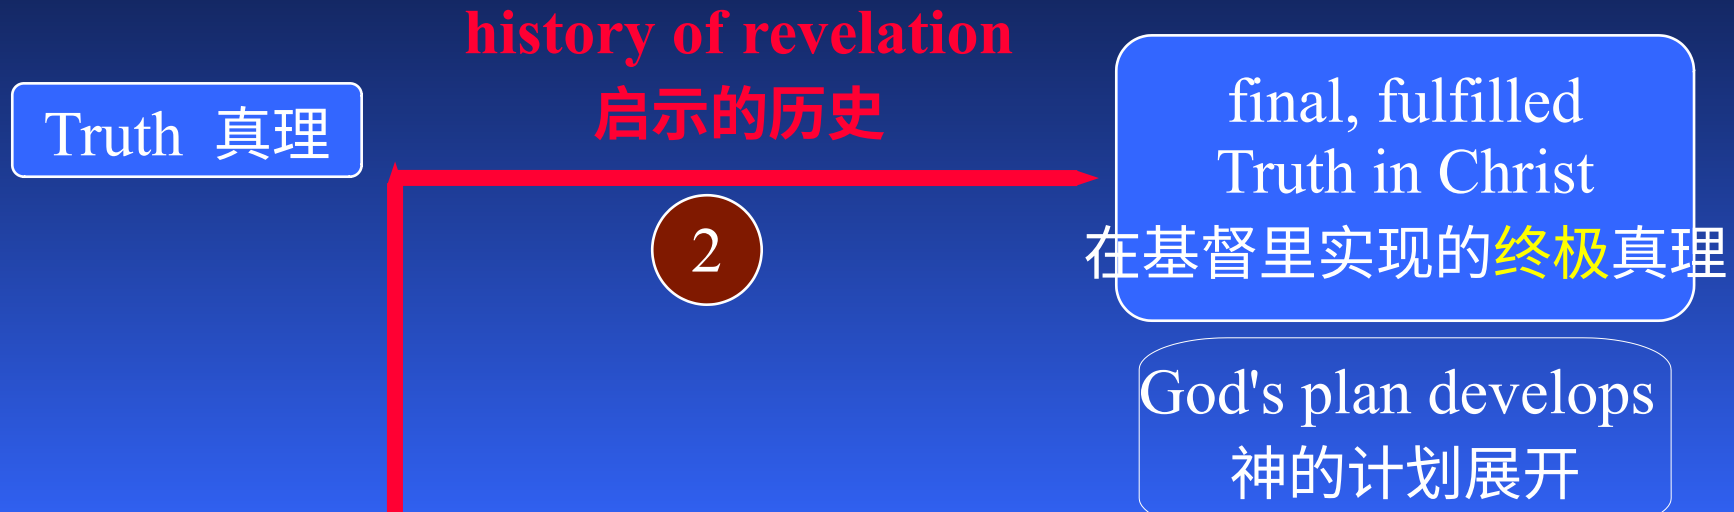 history of revelation
启示的历史
Truth 真理
2
final, fulfilled
Truth in Christ
在基督里实现的终极真理
God's plan develops
神的计划展开